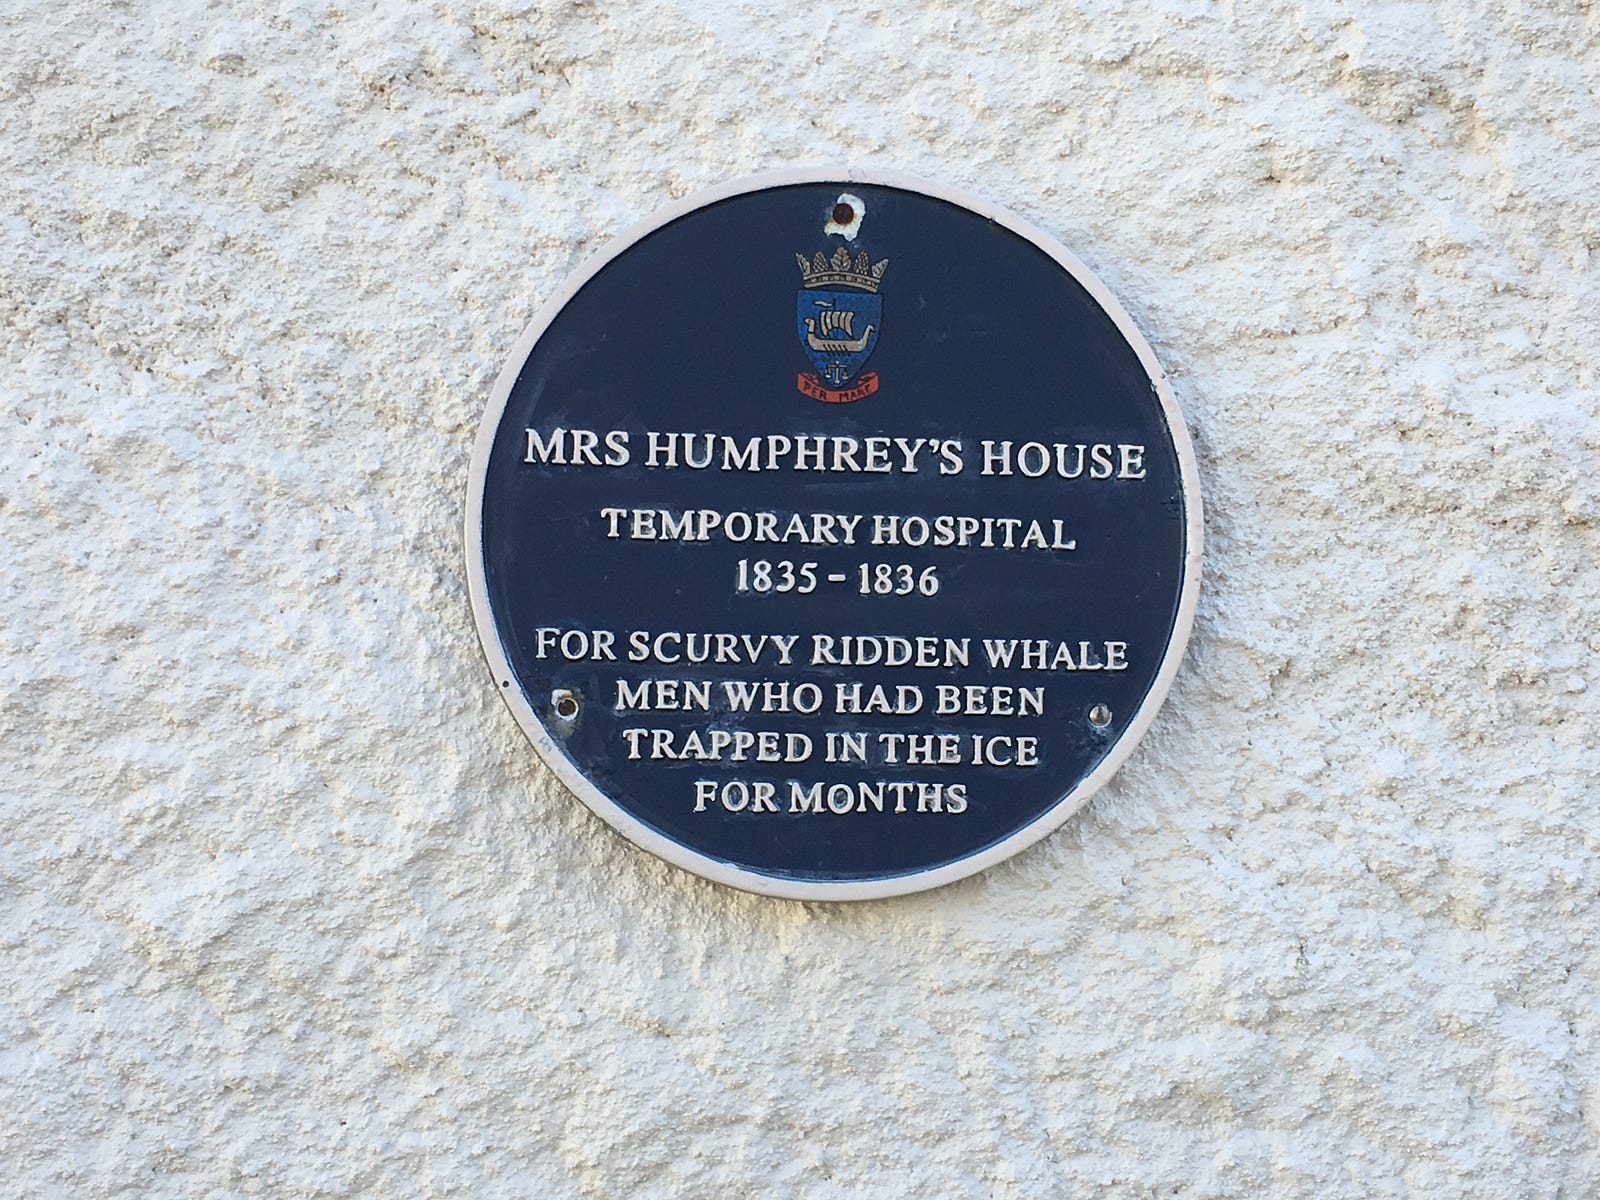 PER MARE
MRS HUMPHREY'S HOUSE
TEMPORARY HOSPITAL
1835 - 1836
FOR SCURVY RIDDEN WHALE
MEN WHO HAD BEEN
TRAPPED IN THE ICE
FOR MONTHS